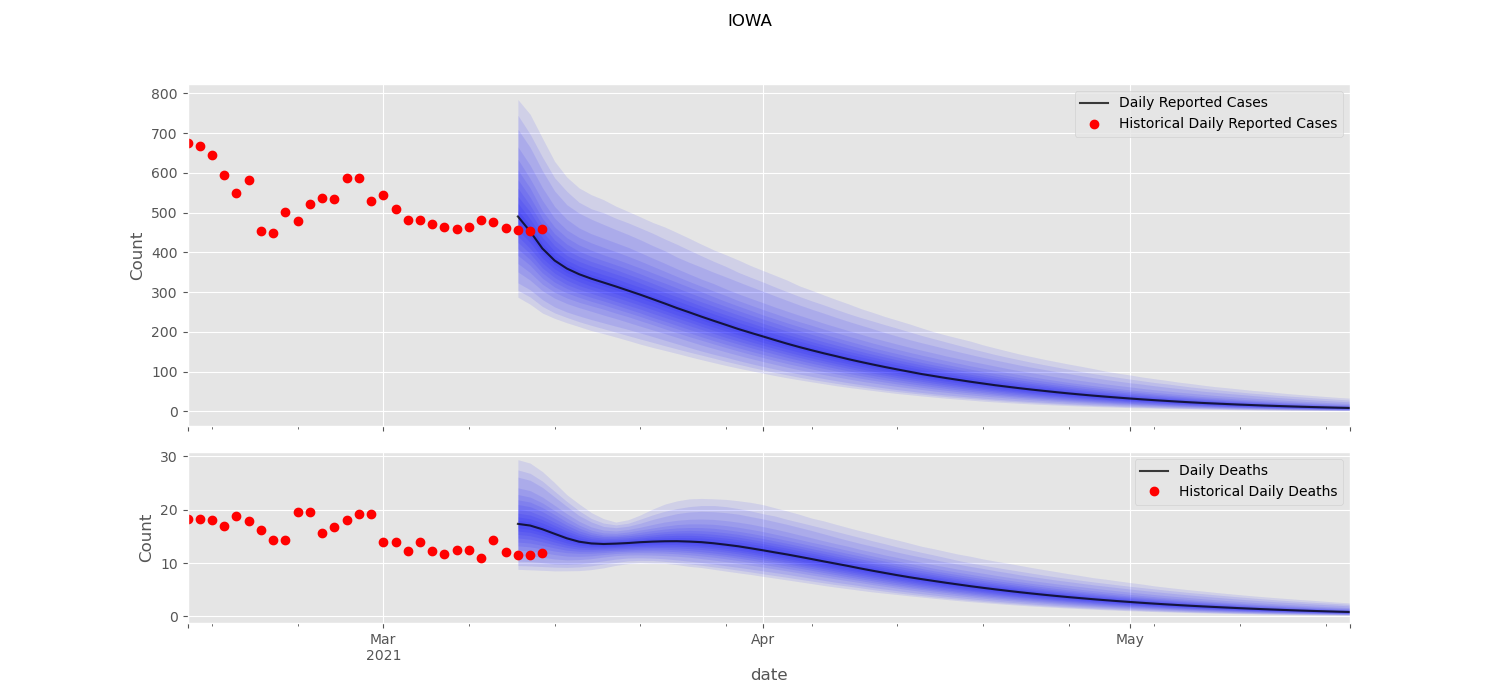 IOWA
800
700
600
500
400
300
200
100
0
Count
Daily Reported Cases
Historical Daily Reported Cases
30
20
10
0
Count
Daily Deaths
Historical Daily Deaths
Mar
2021
Apr
May
date